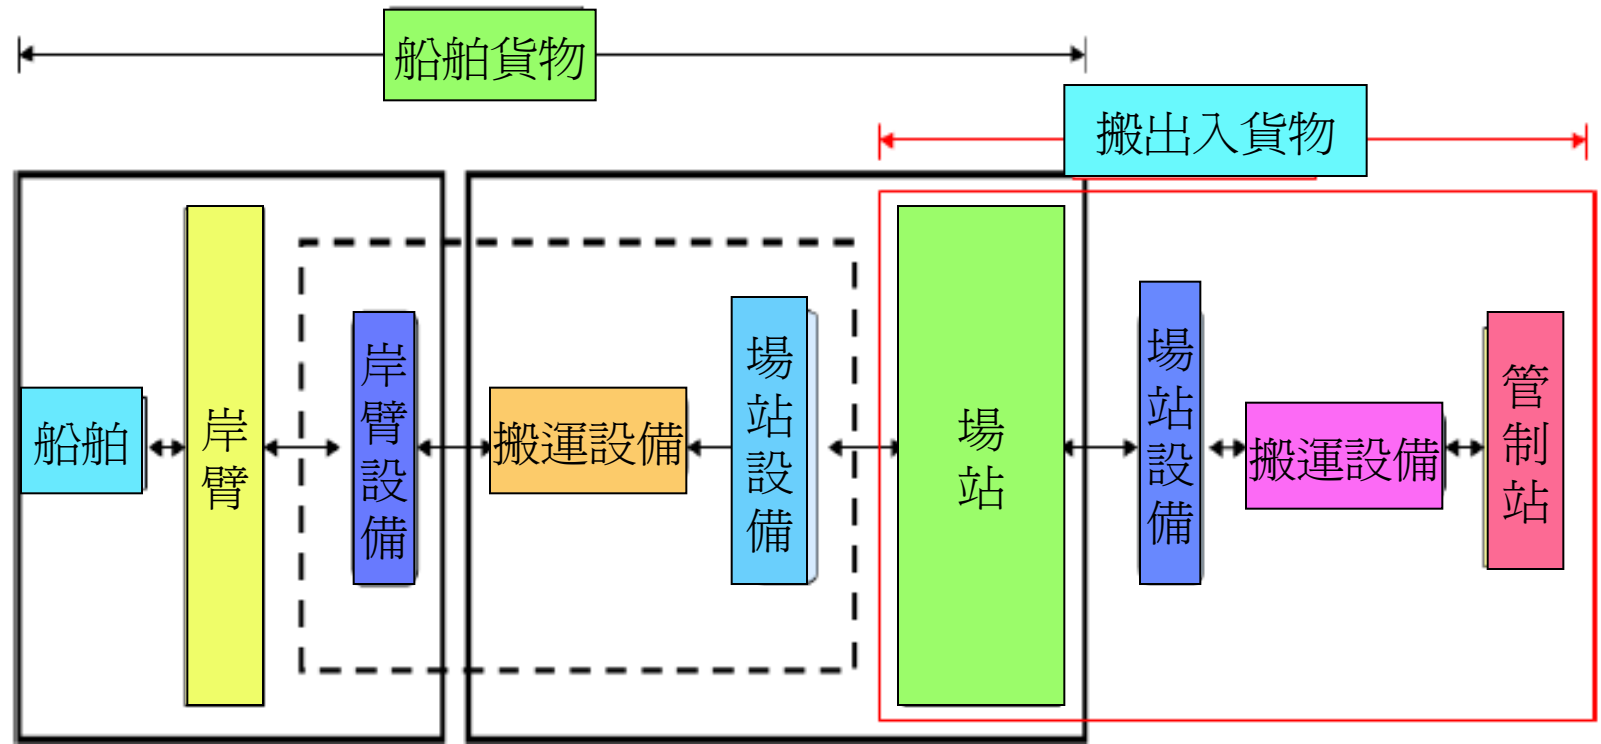 船舶貨物
搬出入貨物
船舶
岸臂
岸臂設備
搬運設備
場站設備
場站
場站設備
搬運設備
管制站